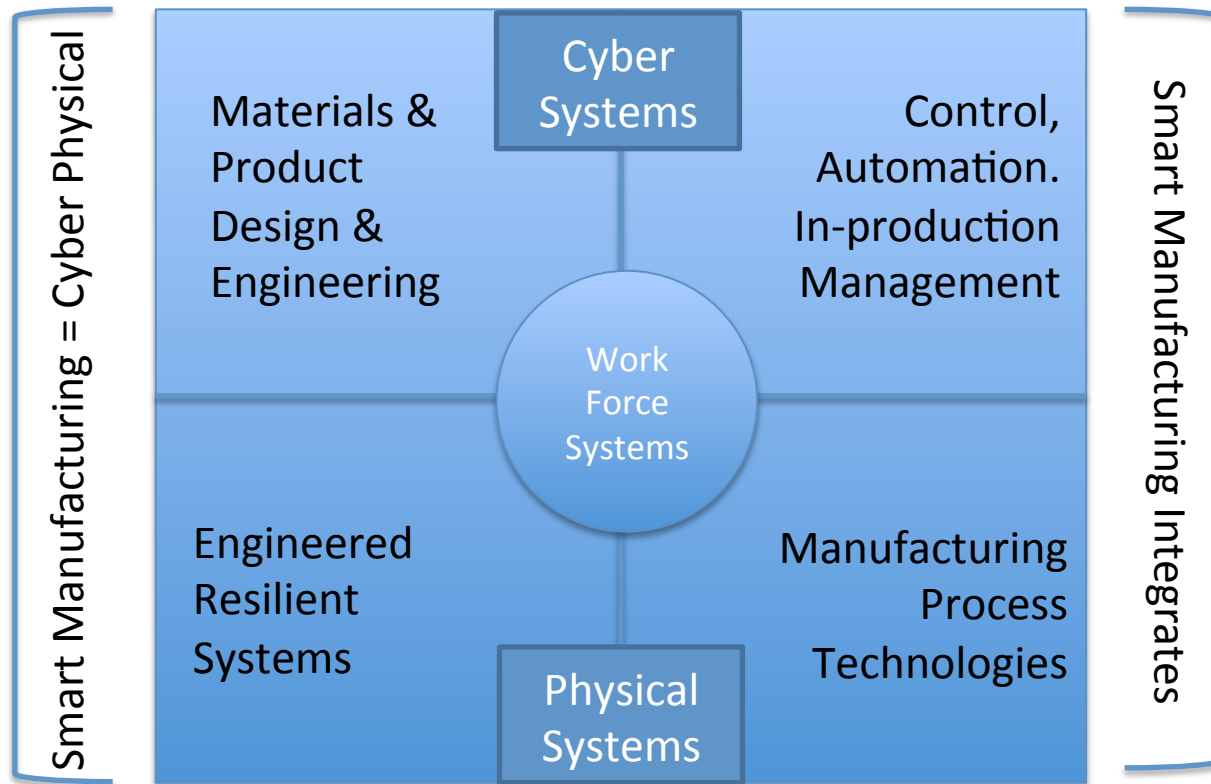 Smart Manufacturing = Cyber Physical
Cyber
Systems
Materials &
Product
Design &
Engineering
Control,
Automation.
In-production
Management
Work
Force
Systems
Engineered
Resilient
Systems
Manufacturing
Process
Technologies
Physical
Systems
Smart Manufacturing Integrates